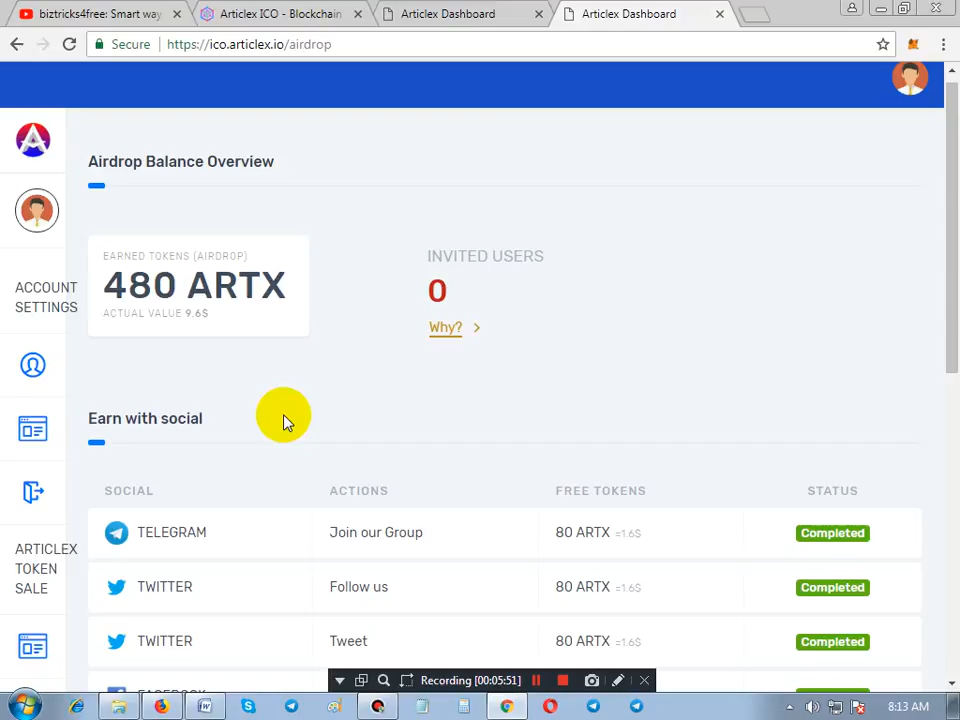 biztricks4free: Smart way
Articlex ICO - Blockchain
Articlex Dashboard
Articlex Dashboard
Secure
https://ico.articlex.io/airdrop
Airdrop Balance Overview
EARNED TOKENS (AIRDROP)
480 ARTX
ACTUAL VALUE 9.6$
INVITED USERS
0
Why?
ACCOUNT
SETTINGS
Earn with social
SOCIAL ACTIONS FREE TOKENS STATUS
TELEGRAM Join our Group 80 ARTX =1.6$ Completed
TWITTER Follow us 80 ARTX =1.6$ Completed
TWITTER Tweet 80 ARTX =1.6$ Completed
ARTICLEX
TOKEN
SALE
FACEBOOK
Recording [00:05:51]
8:13 AM